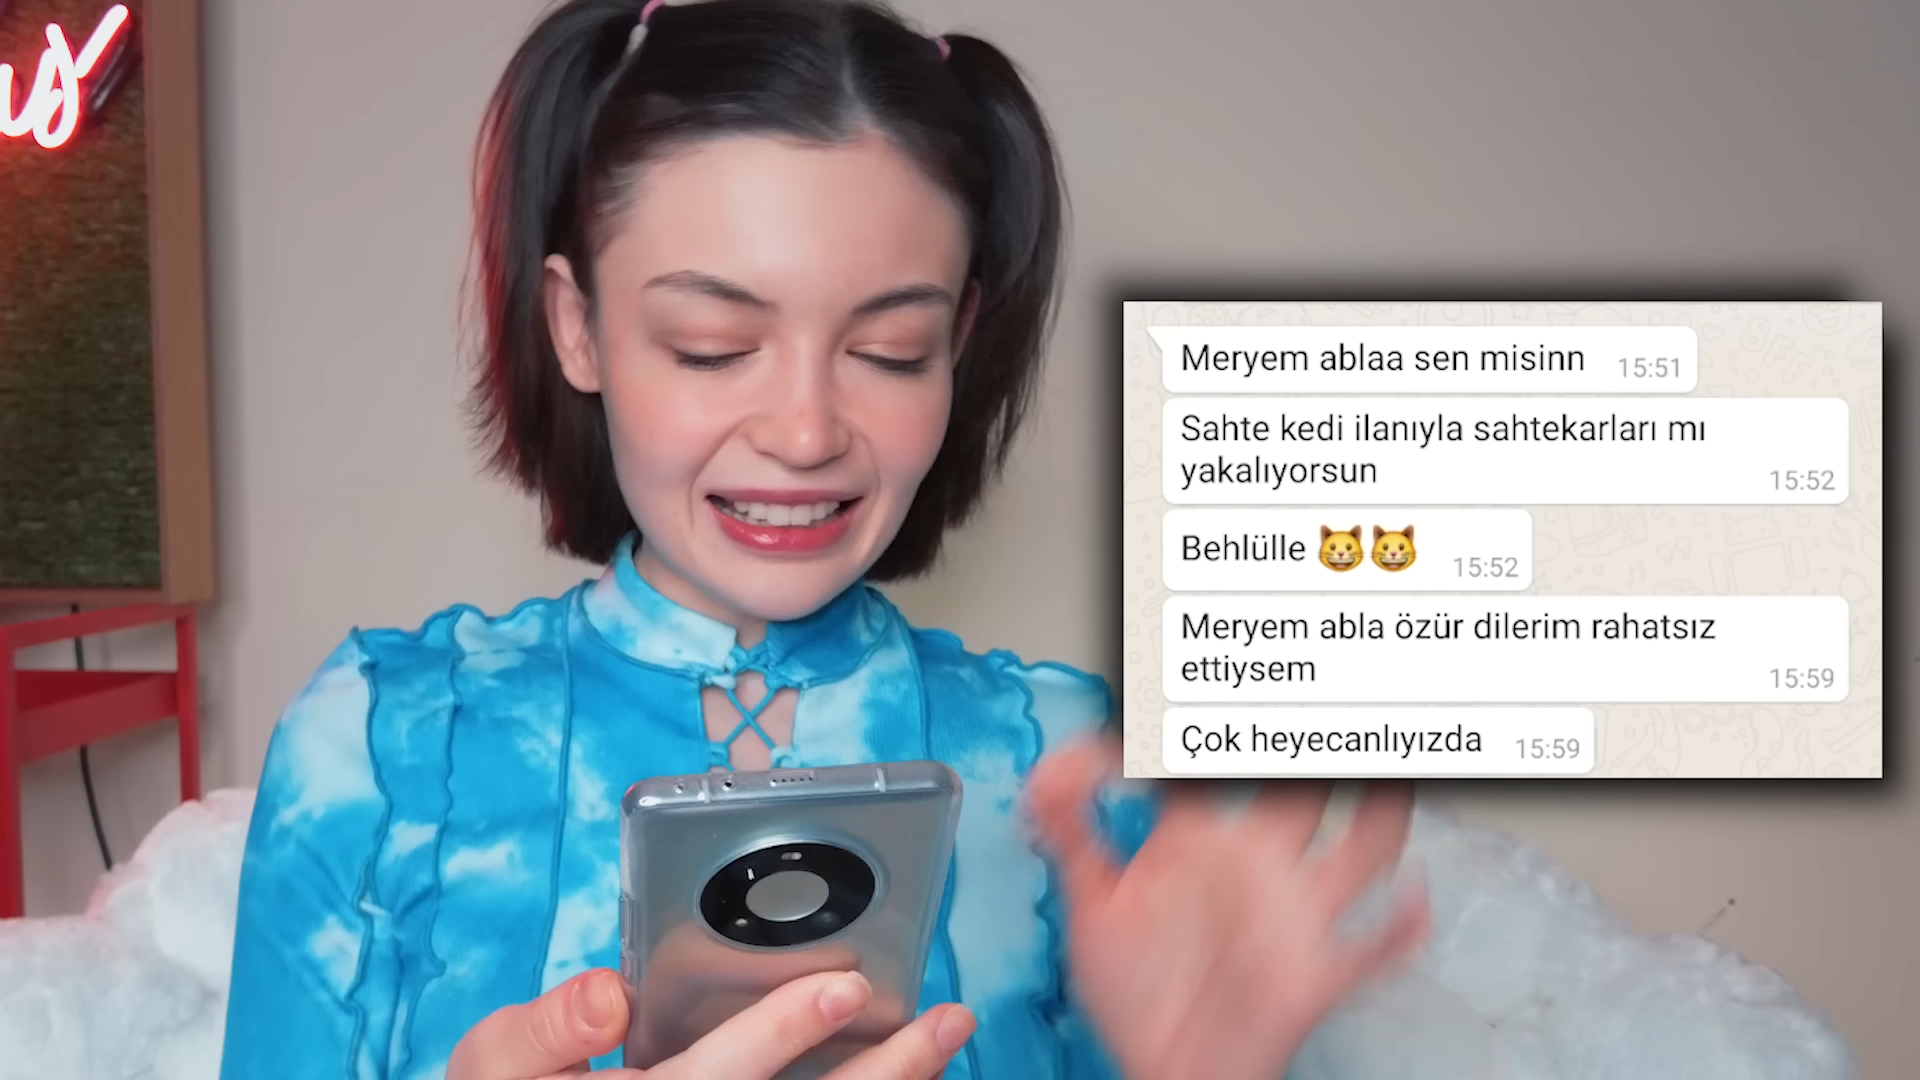 Meryem ablaa sen misinn 15:51
Sahte kedi ilanıyla sahtekarları mı
yakalıyorsun 15:52
Behlülle 😺😺 15:52
Meryem abla özür dilerim rahatsız
ettiysem 15:59
Çok heyecanlıyızda 15:59